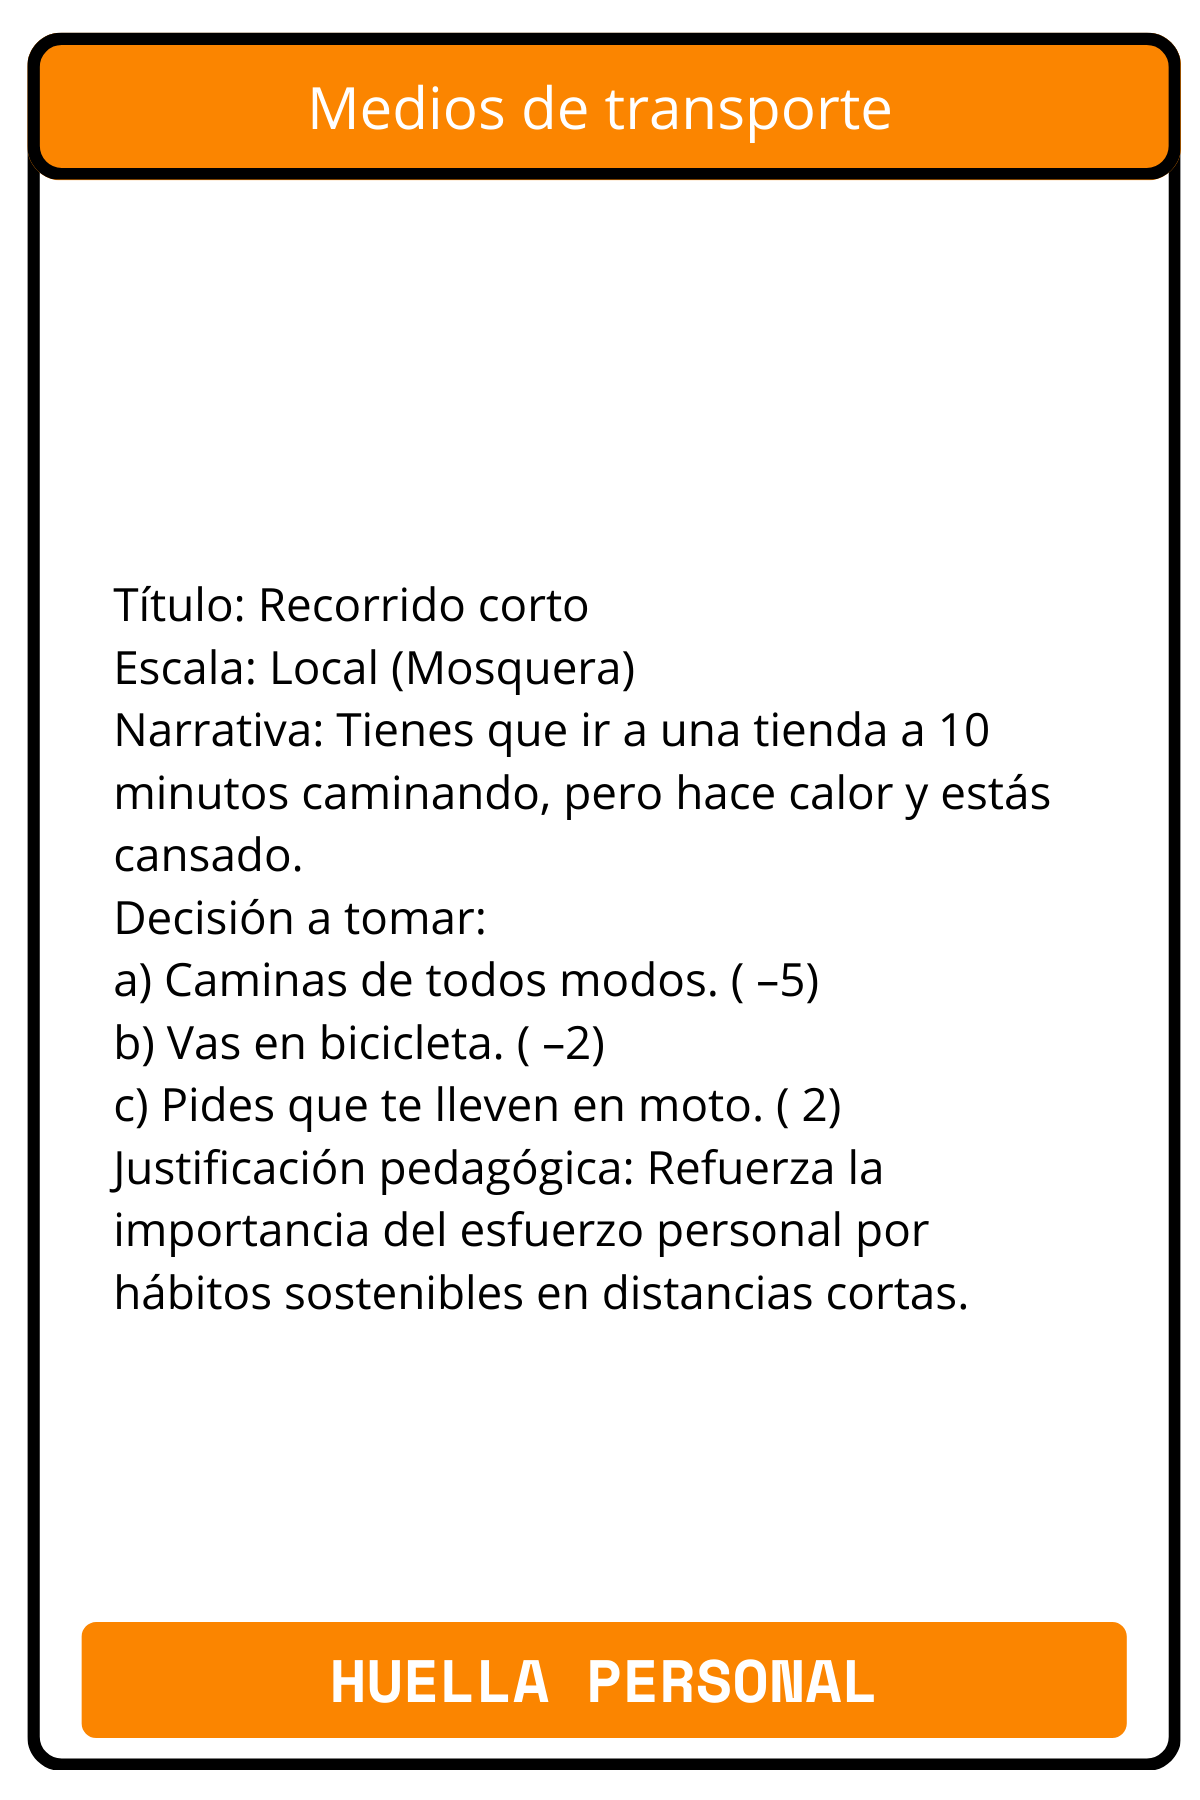 Medios de transporte
Título: Recorrido corto
Escala: Local (Mosquera)
Narrativa: Tienes que ir a una tienda a 10
minutos caminando, pero hace calor y estás
cansado.
Decisión a tomar:
a) Caminas de todos modos. ( –5)
b) Vas en bicicleta. ( –2)
c) Pides que te lleven en moto. ( 2)
Justificación pedagógica: Refuerza la
importancia del esfuerzo personal por
hábitos sostenibles en distancias cortas.
HUELLA PERSONAL